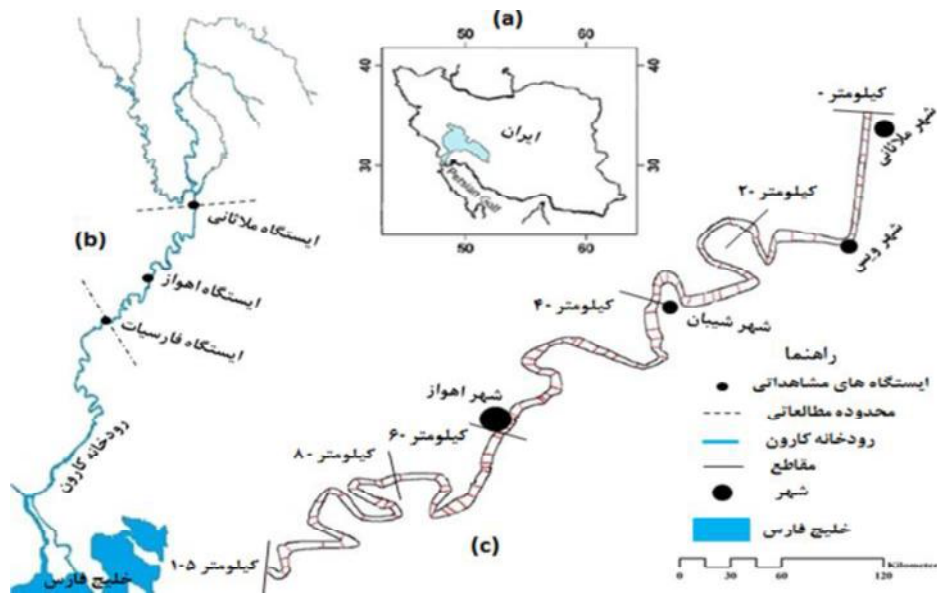 (a)
50
60
40
40
30
30
50
60
ایران
Persian Gulf
(b)
ایستگاه ملاثانی
ایستگاه اهواز
ایستگاه فارسیات
رودخانه کارون
خلیج فارس
(c)
کیلومتر ۰
شهر ملاثانی
کیلومتر ۲۰
شهر ویس
کیلومتر ۴۰
شهر شیبان
شهر اهواز
کیلومتر ۶۰
کیلومتر ۸۰
کیلومتر ۱۰۵
راهنما
ایستگاه های مشاهداتی
محدوده مطالعاتی
رودخانه کارون
مقاطع
شهر
خلیج فارس
Kilometer
0 15 30 60 120